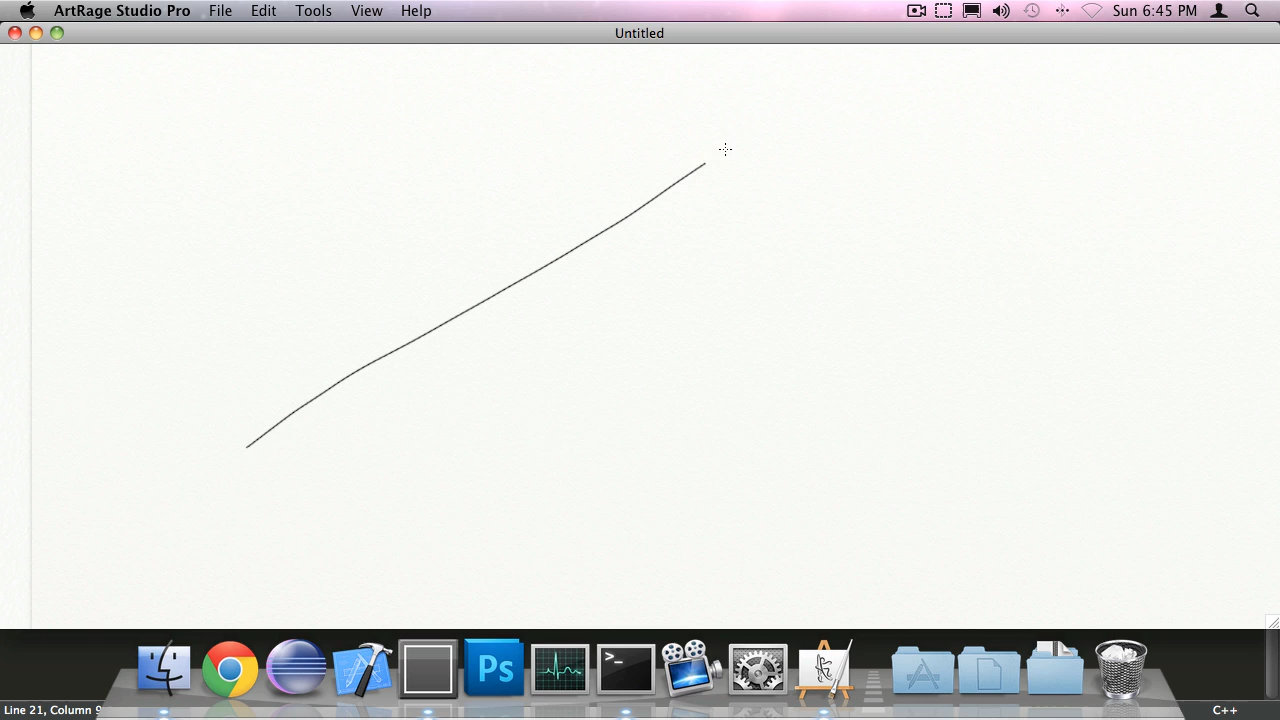 ArtRage Studio Pro File Edit Tools View Help Sun 6:45 PM
Untitled
Ps
>_
Line 21, Column 9 C++